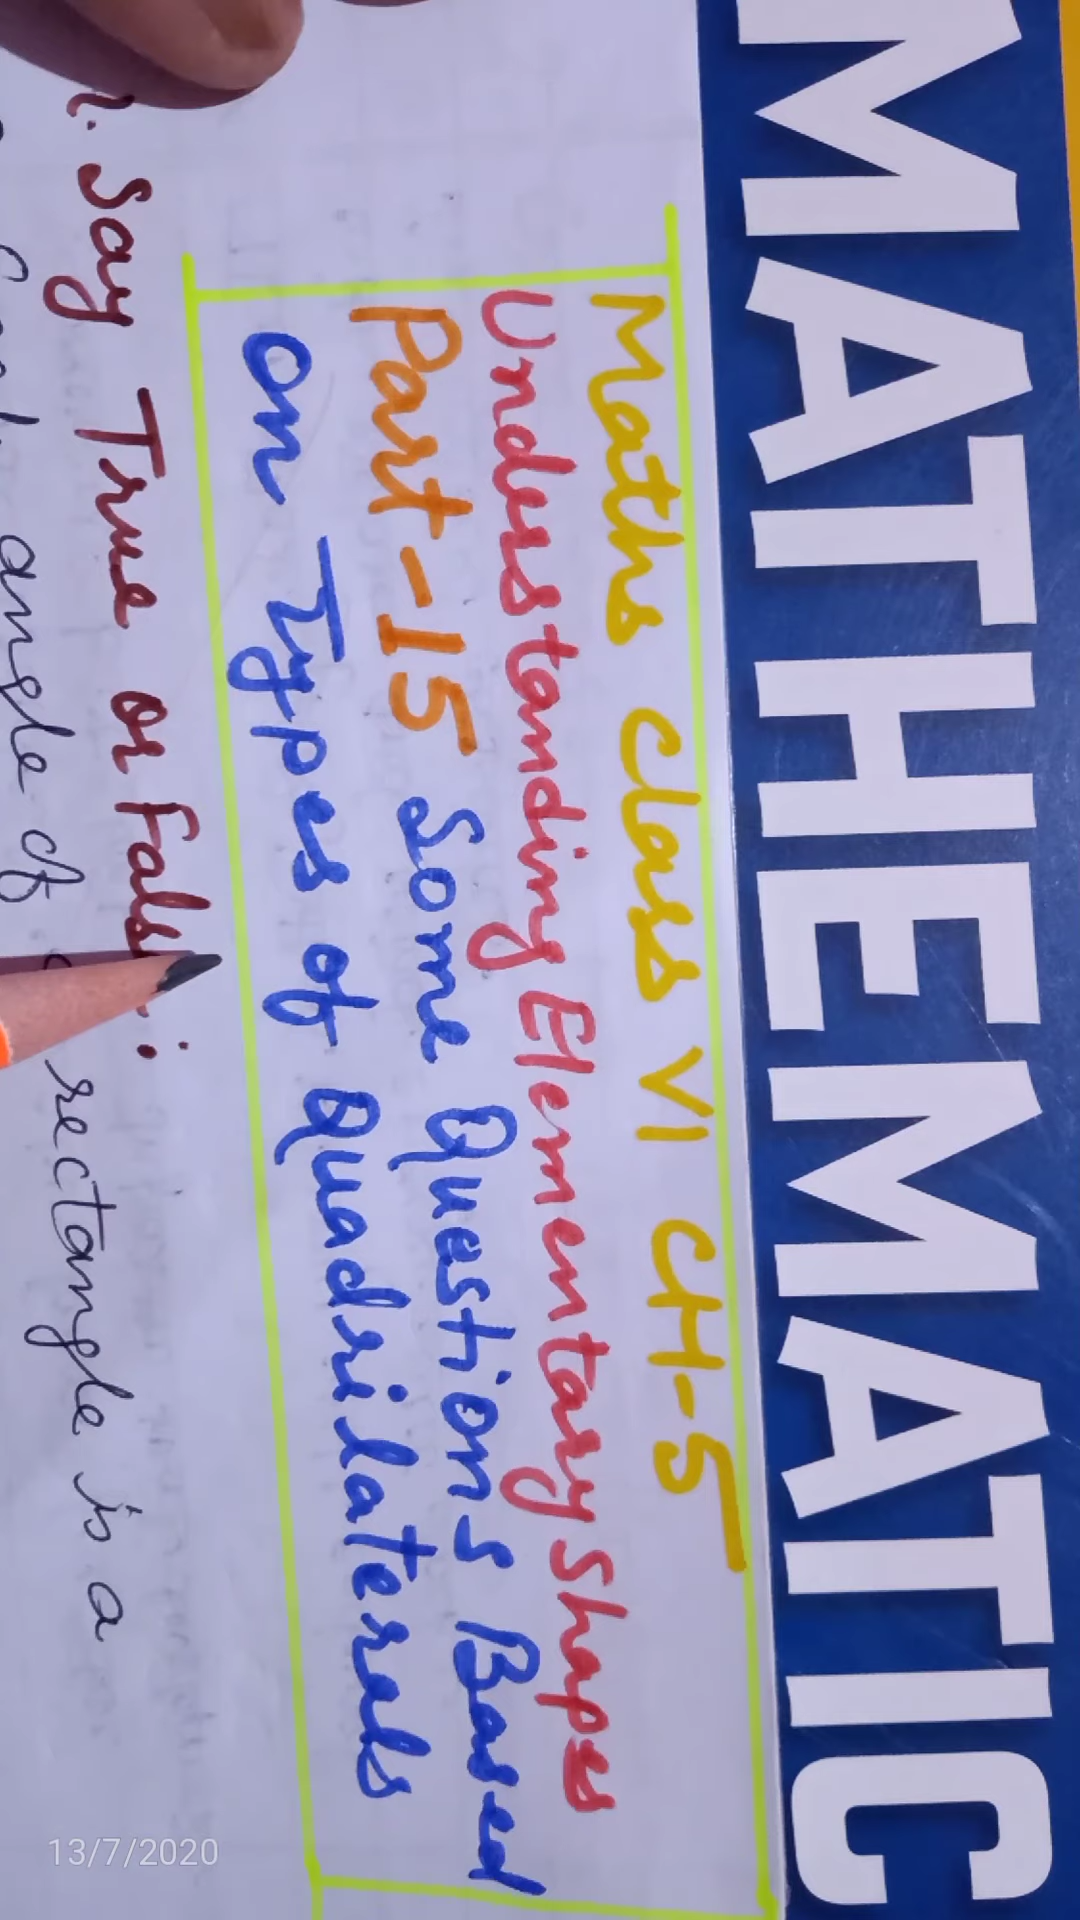 MATHEMATIC
Maths Class VI CH-5
Understanding Elementary Shapes
Part-15 Some Questions Based
on Types of Quadrilaterals
Say True or False:
angle of rectangle is a
13/7/2020